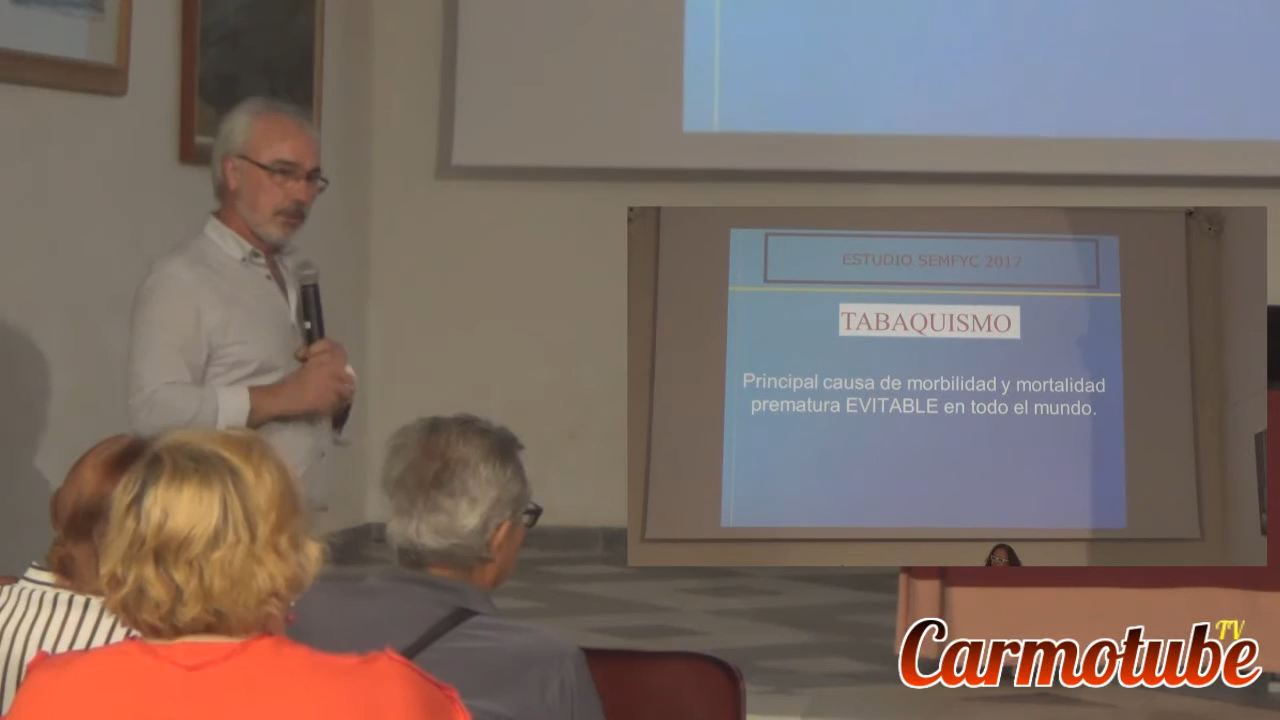 ESTUDIO SEMFYC 2017
TABAQUISMO
Principal causa de morbilidad y mortalidad
prematura EVITABLE en todo el mundo.
Carmotube TV